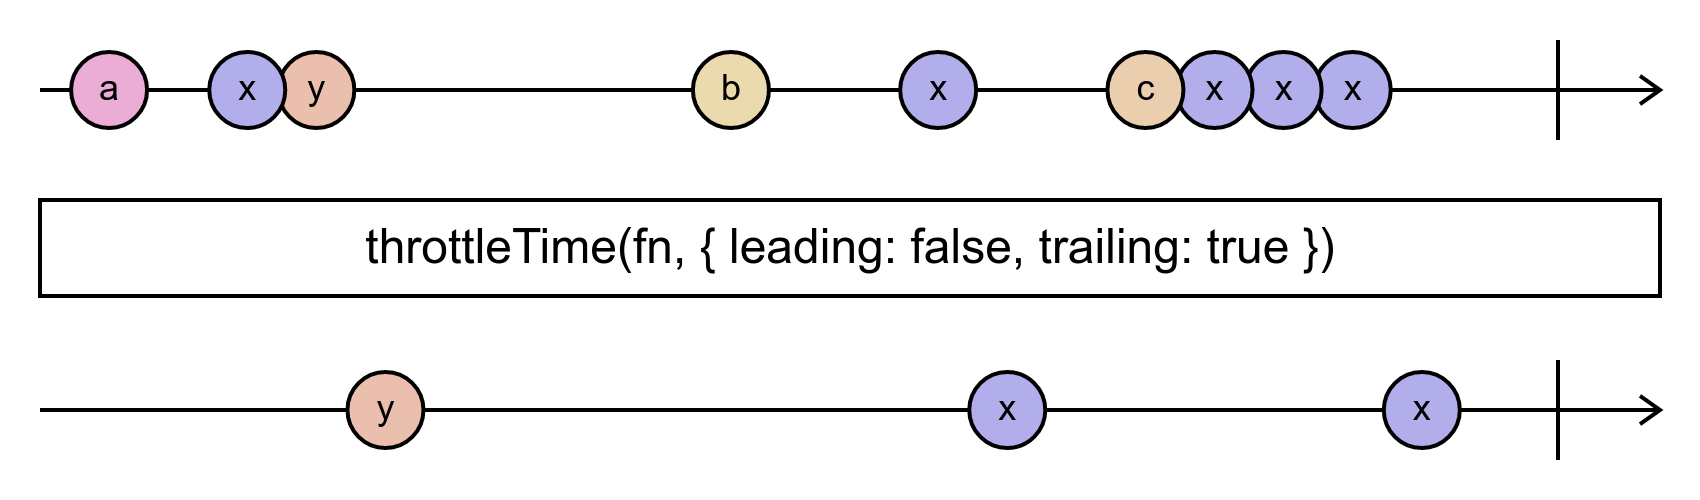 a x y b x c x x x
throttleTime(fn, { leading: false, trailing: true })
y x x